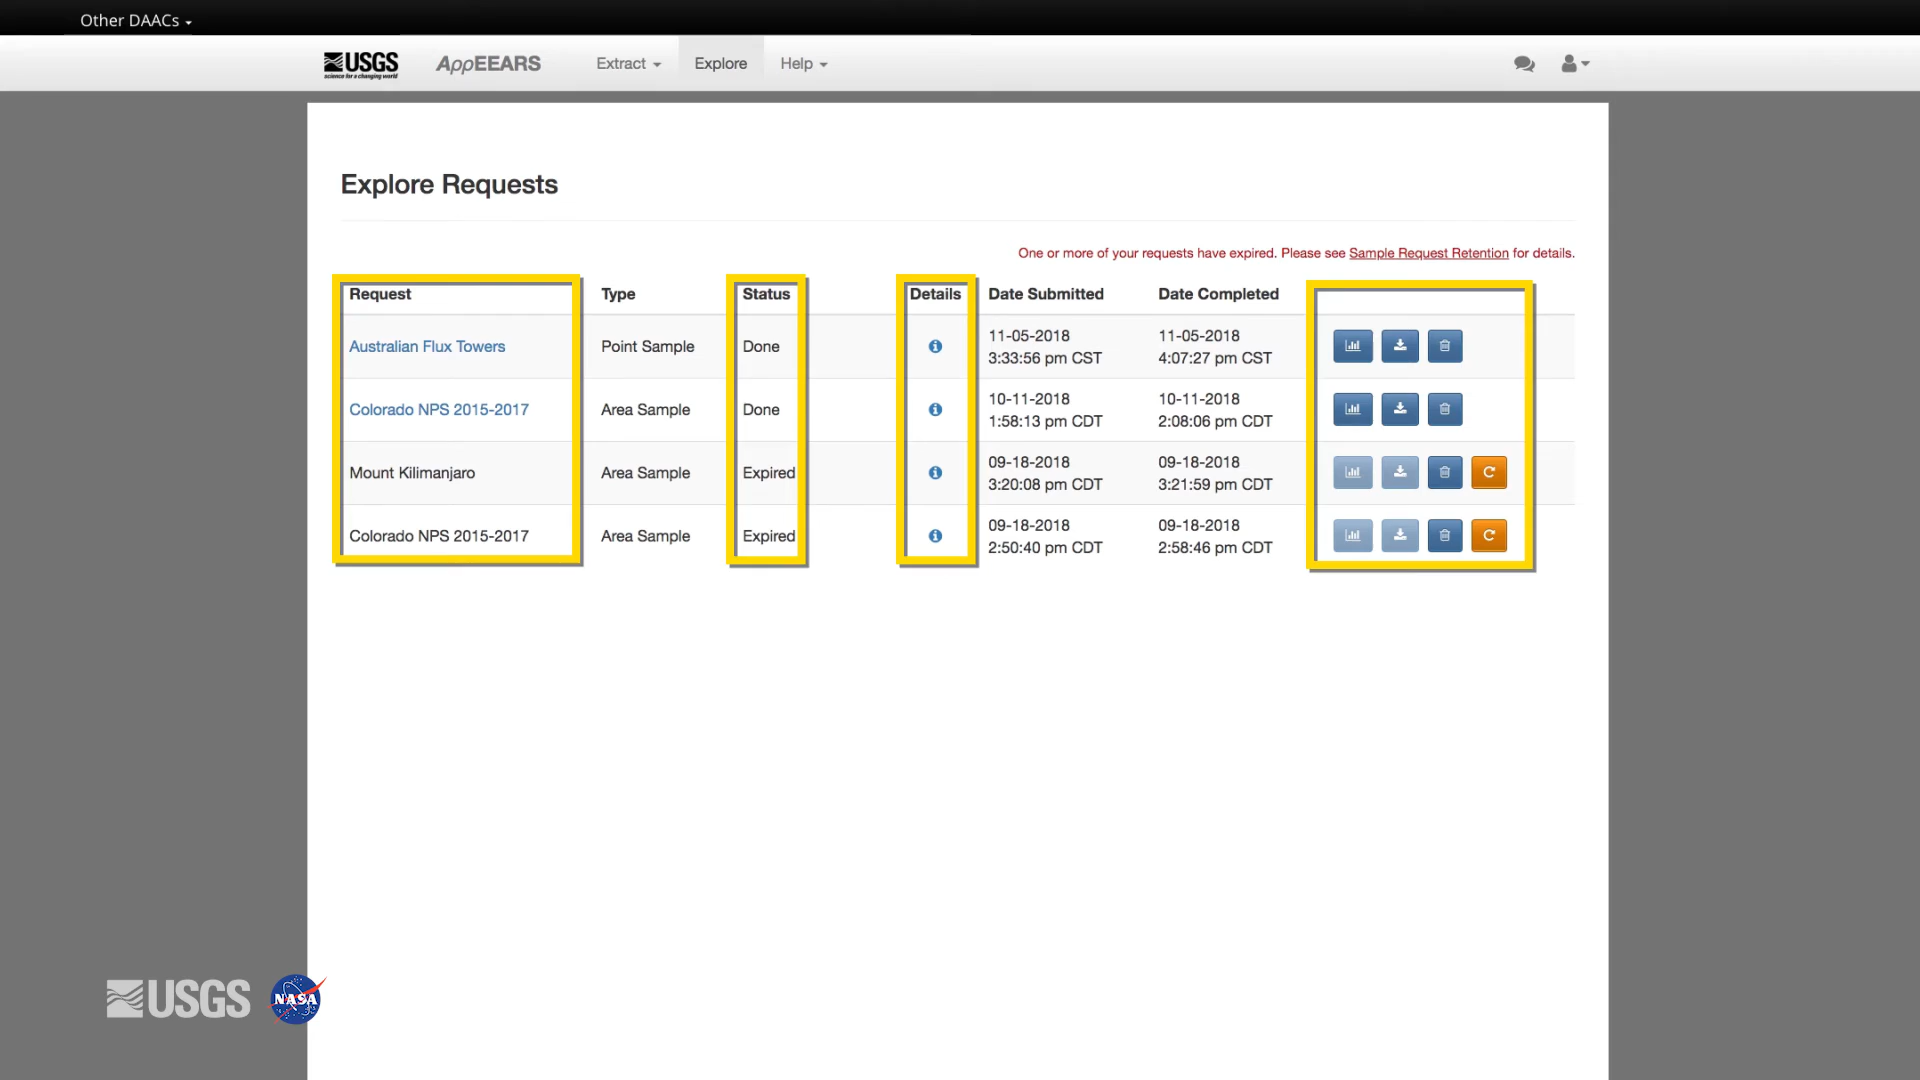 Other DAACs
USGS
science for a changing world
AppEEARS
Extract
Explore
Help
Explore Requests
One or more of your requests have expired. Please see Sample Request Retention for details.
Request Type Status Details Date Submitted Date Completed
Australian Flux Towers Point Sample Done 11-05-2018 11-05-2018
3:33:56 pm CST 4:07:27 pm CST
Colorado NPS 2015-2017 Area Sample Done 10-11-2018 10-11-2018
1:58:13 pm CDT 2:08:06 pm CDT
Mount Kilimanjaro Area Sample Expired 09-18-2018 09-18-2018
3:20:08 pm CDT 3:21:59 pm CDT
Colorado NPS 2015-2017 Area Sample Expired 09-18-2018 09-18-2018
2:50:40 pm CDT 2:58:46 pm CDT
USGS
NASA